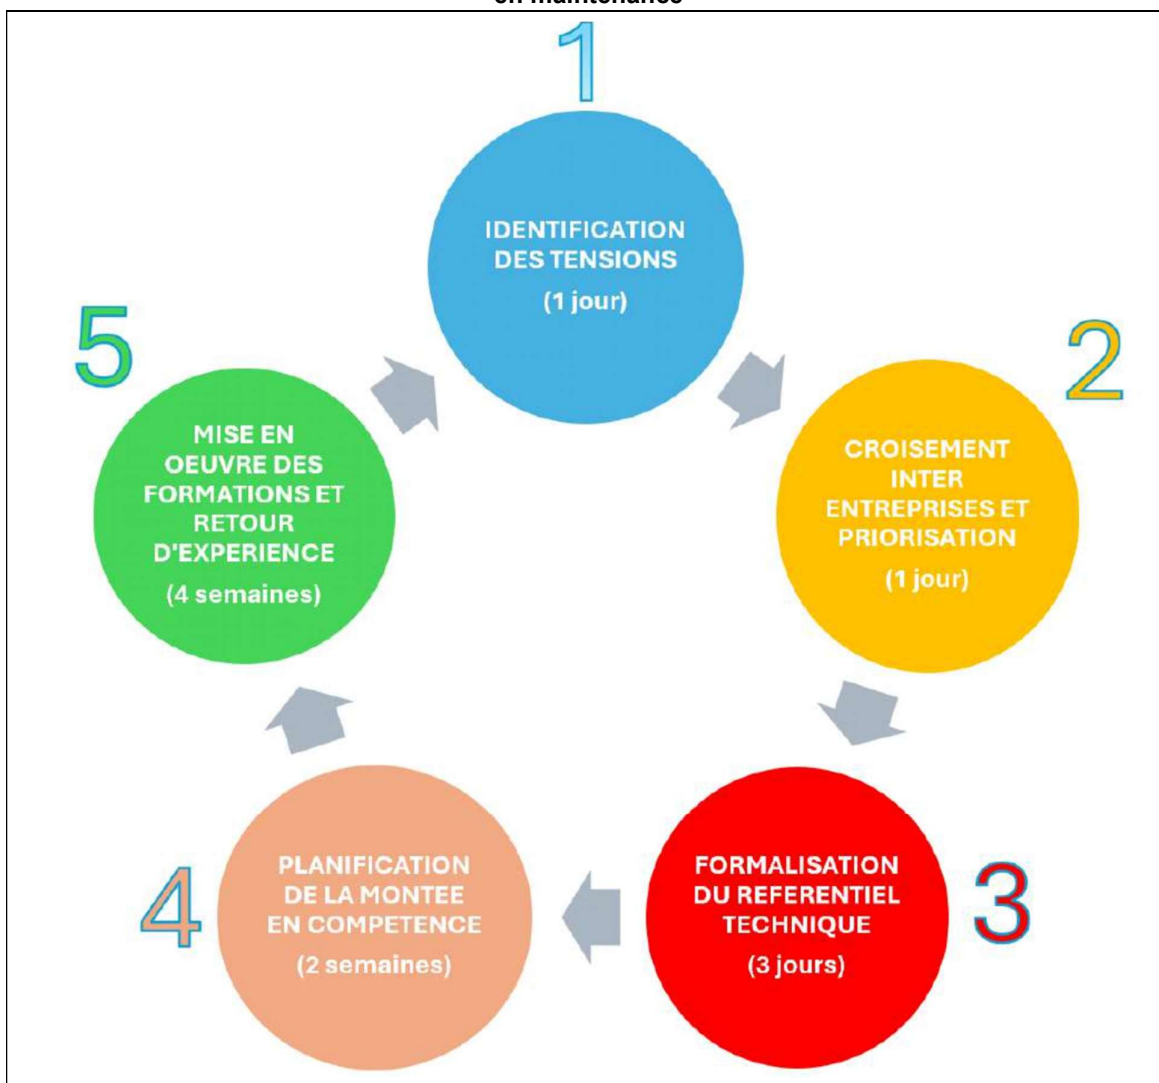 en maintenance
1
IDENTIFICATION
DES TENSIONS
(1 jour)
2
CROISEMENT
INTER
ENTREPRISES ET
PRIORISATION
(1 jour)
3
FORMALISATION
DU REFERENTIEL
TECHNIQUE
(3 jours)
4
PLANIFICATION
DE LA MONTEE
EN COMPETENCE
(2 semaines)
5
MISE EN
OEUVRE DES
FORMATIONS ET
RETOUR
D'EXPERIENCE
(4 semaines)